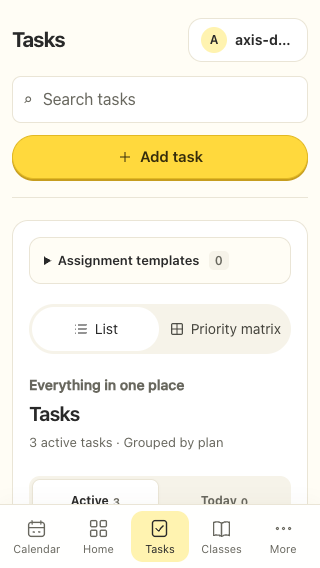 Tasks
A axis-d...
Search tasks
+ Add task
Assignment templates 0
List
Priority matrix
Everything in one place
Tasks
3 active tasks · Grouped by plan
Active 3
Today 0
Calendar
Home
Tasks
Classes
More